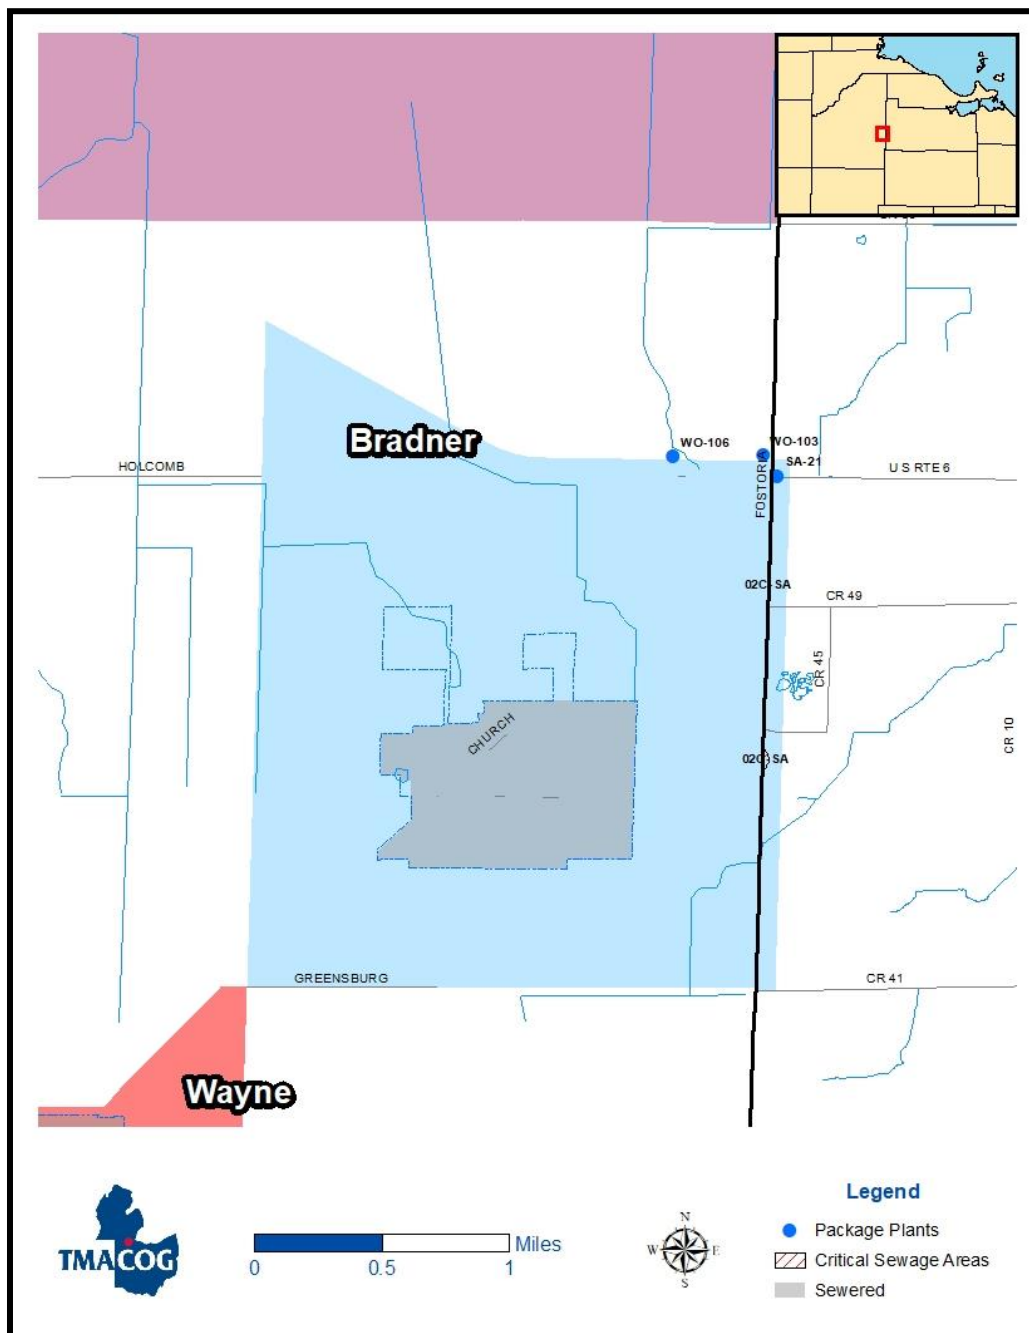 Bradner
WO-106
WO-103
SA-21
HOLCOMB
U S RTE 6
FOSTORIA
02C-SA
CR 49
CR 45
CHURCH
CR 10
02C-SA
GREENSBURG
CR 41
Wayne
TMACOG
Miles
0 0.5 1
N
W E
S
Legend
Package Plants
Critical Sewage Areas
Sewered